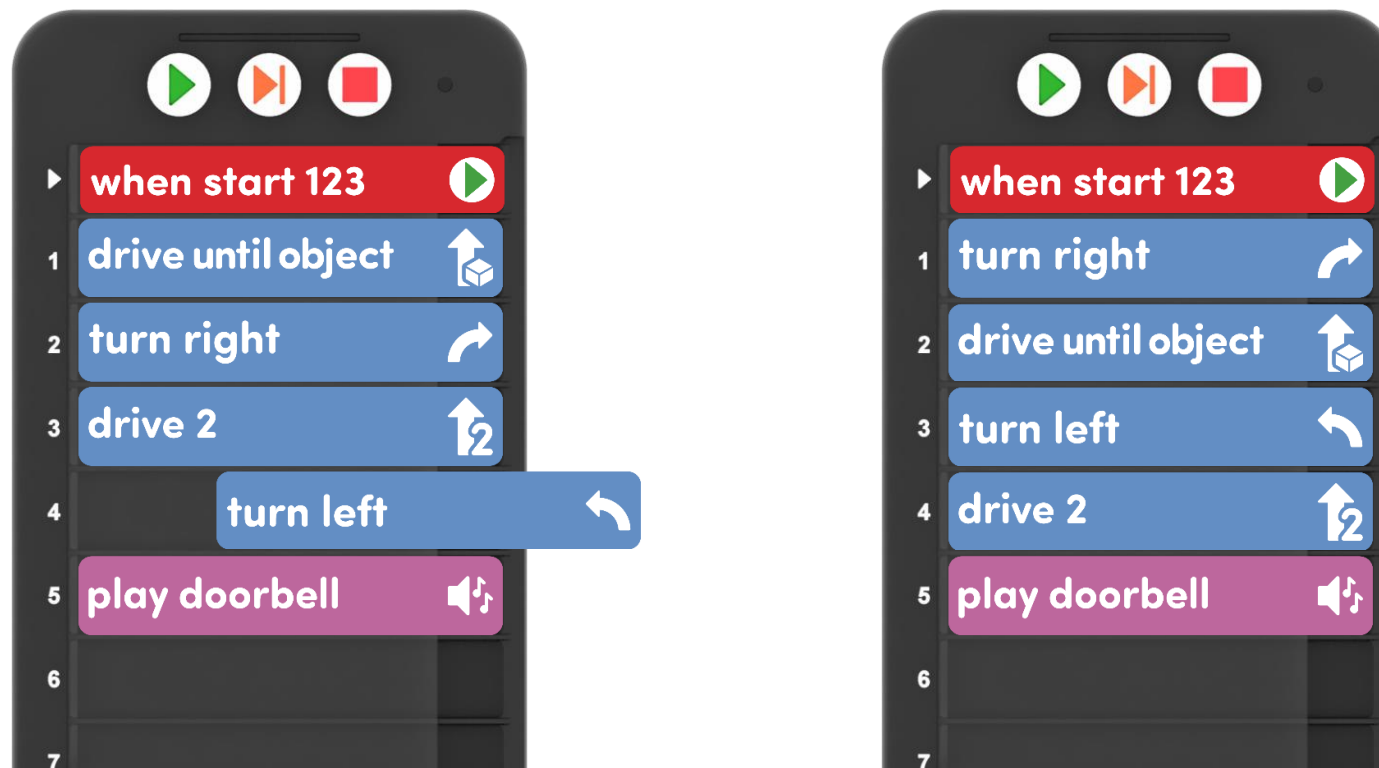 when start 123
1 drive until object
2 turn right
3 drive 2
2
4 turn left
5 play doorbell
6
7
when start 123
1 turn right
2 drive until object
3 turn left
4 drive 2
2
5 play doorbell
6
7